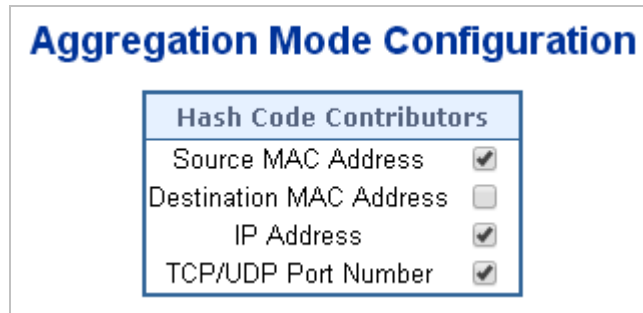 Aggregation Mode Configuration
Hash Code Contributors
Source MAC Address
Destination MAC Address
IP Address
TCP/UDP Port Number